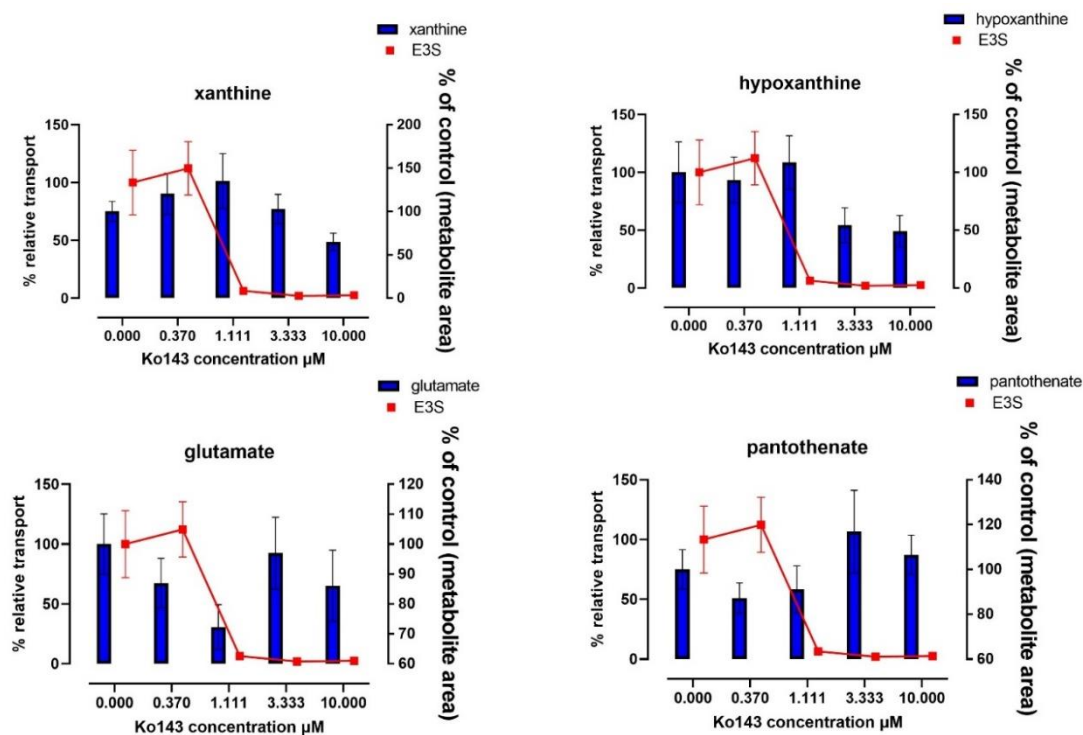 xanthine
E3S
xanthine
% relative transport
150
100
50
0
200
150
100
50
0
% of control (metabolite area)
0.000 0.370 1.111 3.333 10.000
Ko143 concentration µM
hypoxanthine
E3S
hypoxanthine
% relative transport
150
100
50
0
150
100
50
0
% of control (metabolite area)
0.000 0.370 1.111 3.333 10.000
Ko143 concentration µM
glutamate
E3S
glutamate
% relative transport
150
100
50
0
120
110
100
90
80
70
60
% of control (metabolite area)
0.000 0.370 1.111 3.333 10.000
Ko143 concentration µM
pantothenate
E3S
pantothenate
% relative transport
150
100
50
0
140
120
100
80
60
% of control (metabolite area)
0.000 0.370 1.111 3.333 10.000
Ko143 concentration µM